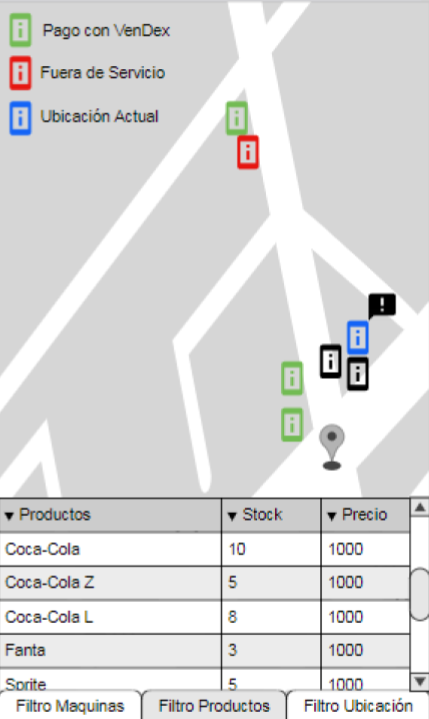 Pago con VenDex
Fuera de Servicio
Ubicación Actual
!
▼ Productos ▼ Stock ▼ Precio
Coca-Cola 10 1000
Coca-Cola Z 5 1000
Coca-Cola L 8 1000
Fanta 3 1000
Sprite 5 1000
Filtro Maquinas Filtro Productos Filtro Ubicación